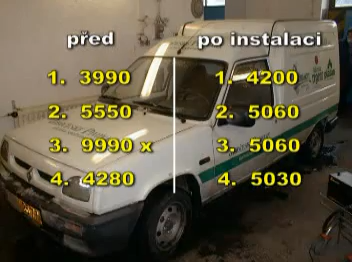 před po instalaci
1. 3990 1. 4200
2. 5550 2. 5060
3. 9990 x 3. 5060
4. 4280 4. 5030